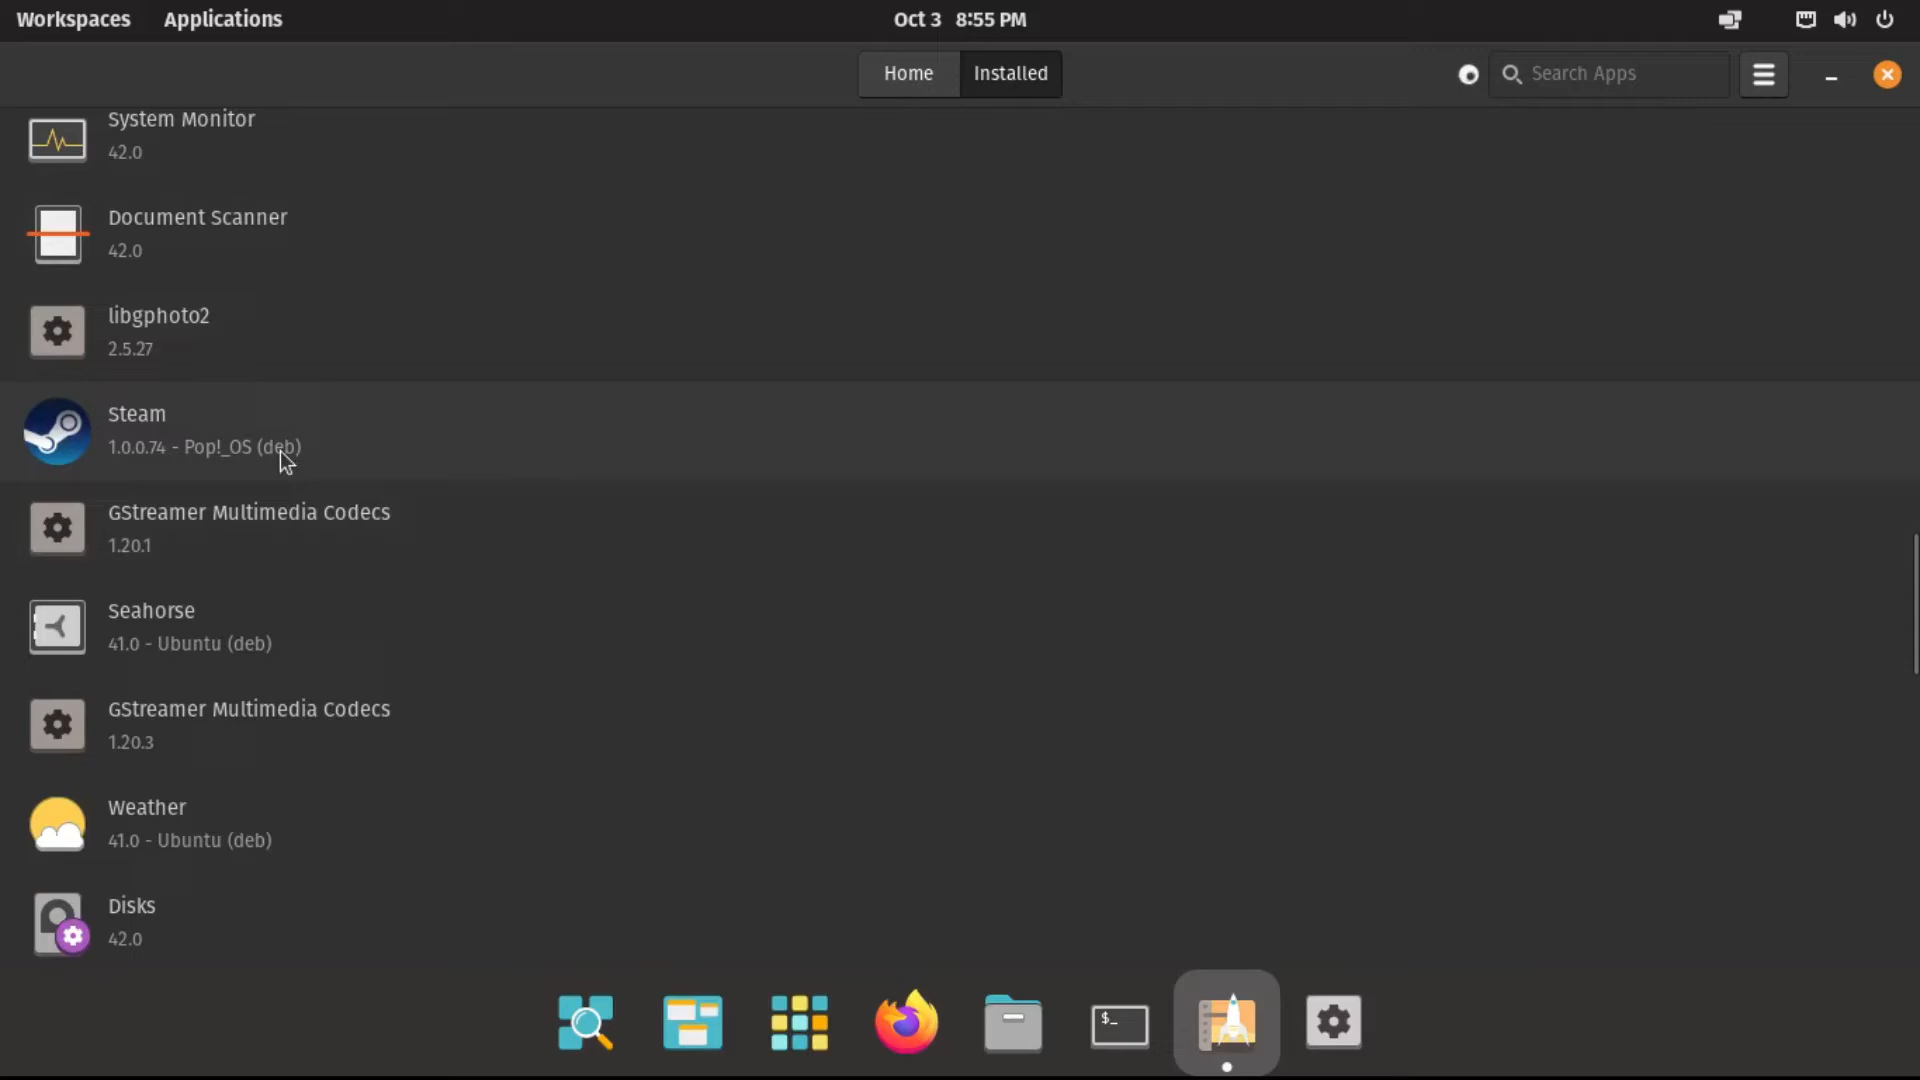 Workspaces Applications Oct 3 8:55 PM
Home Installed Search Apps
System Monitor
42.0
Document Scanner
42.0
libgphoto2
2.5.27
Steam
1.0.0.74 - Pop!_OS (deb)
GStreamer Multimedia Codecs
1.20.1
Seahorse
41.0 - Ubuntu (deb)
GStreamer Multimedia Codecs
1.20.3
Weather
41.0 - Ubuntu (deb)
Disks
42.0
$_